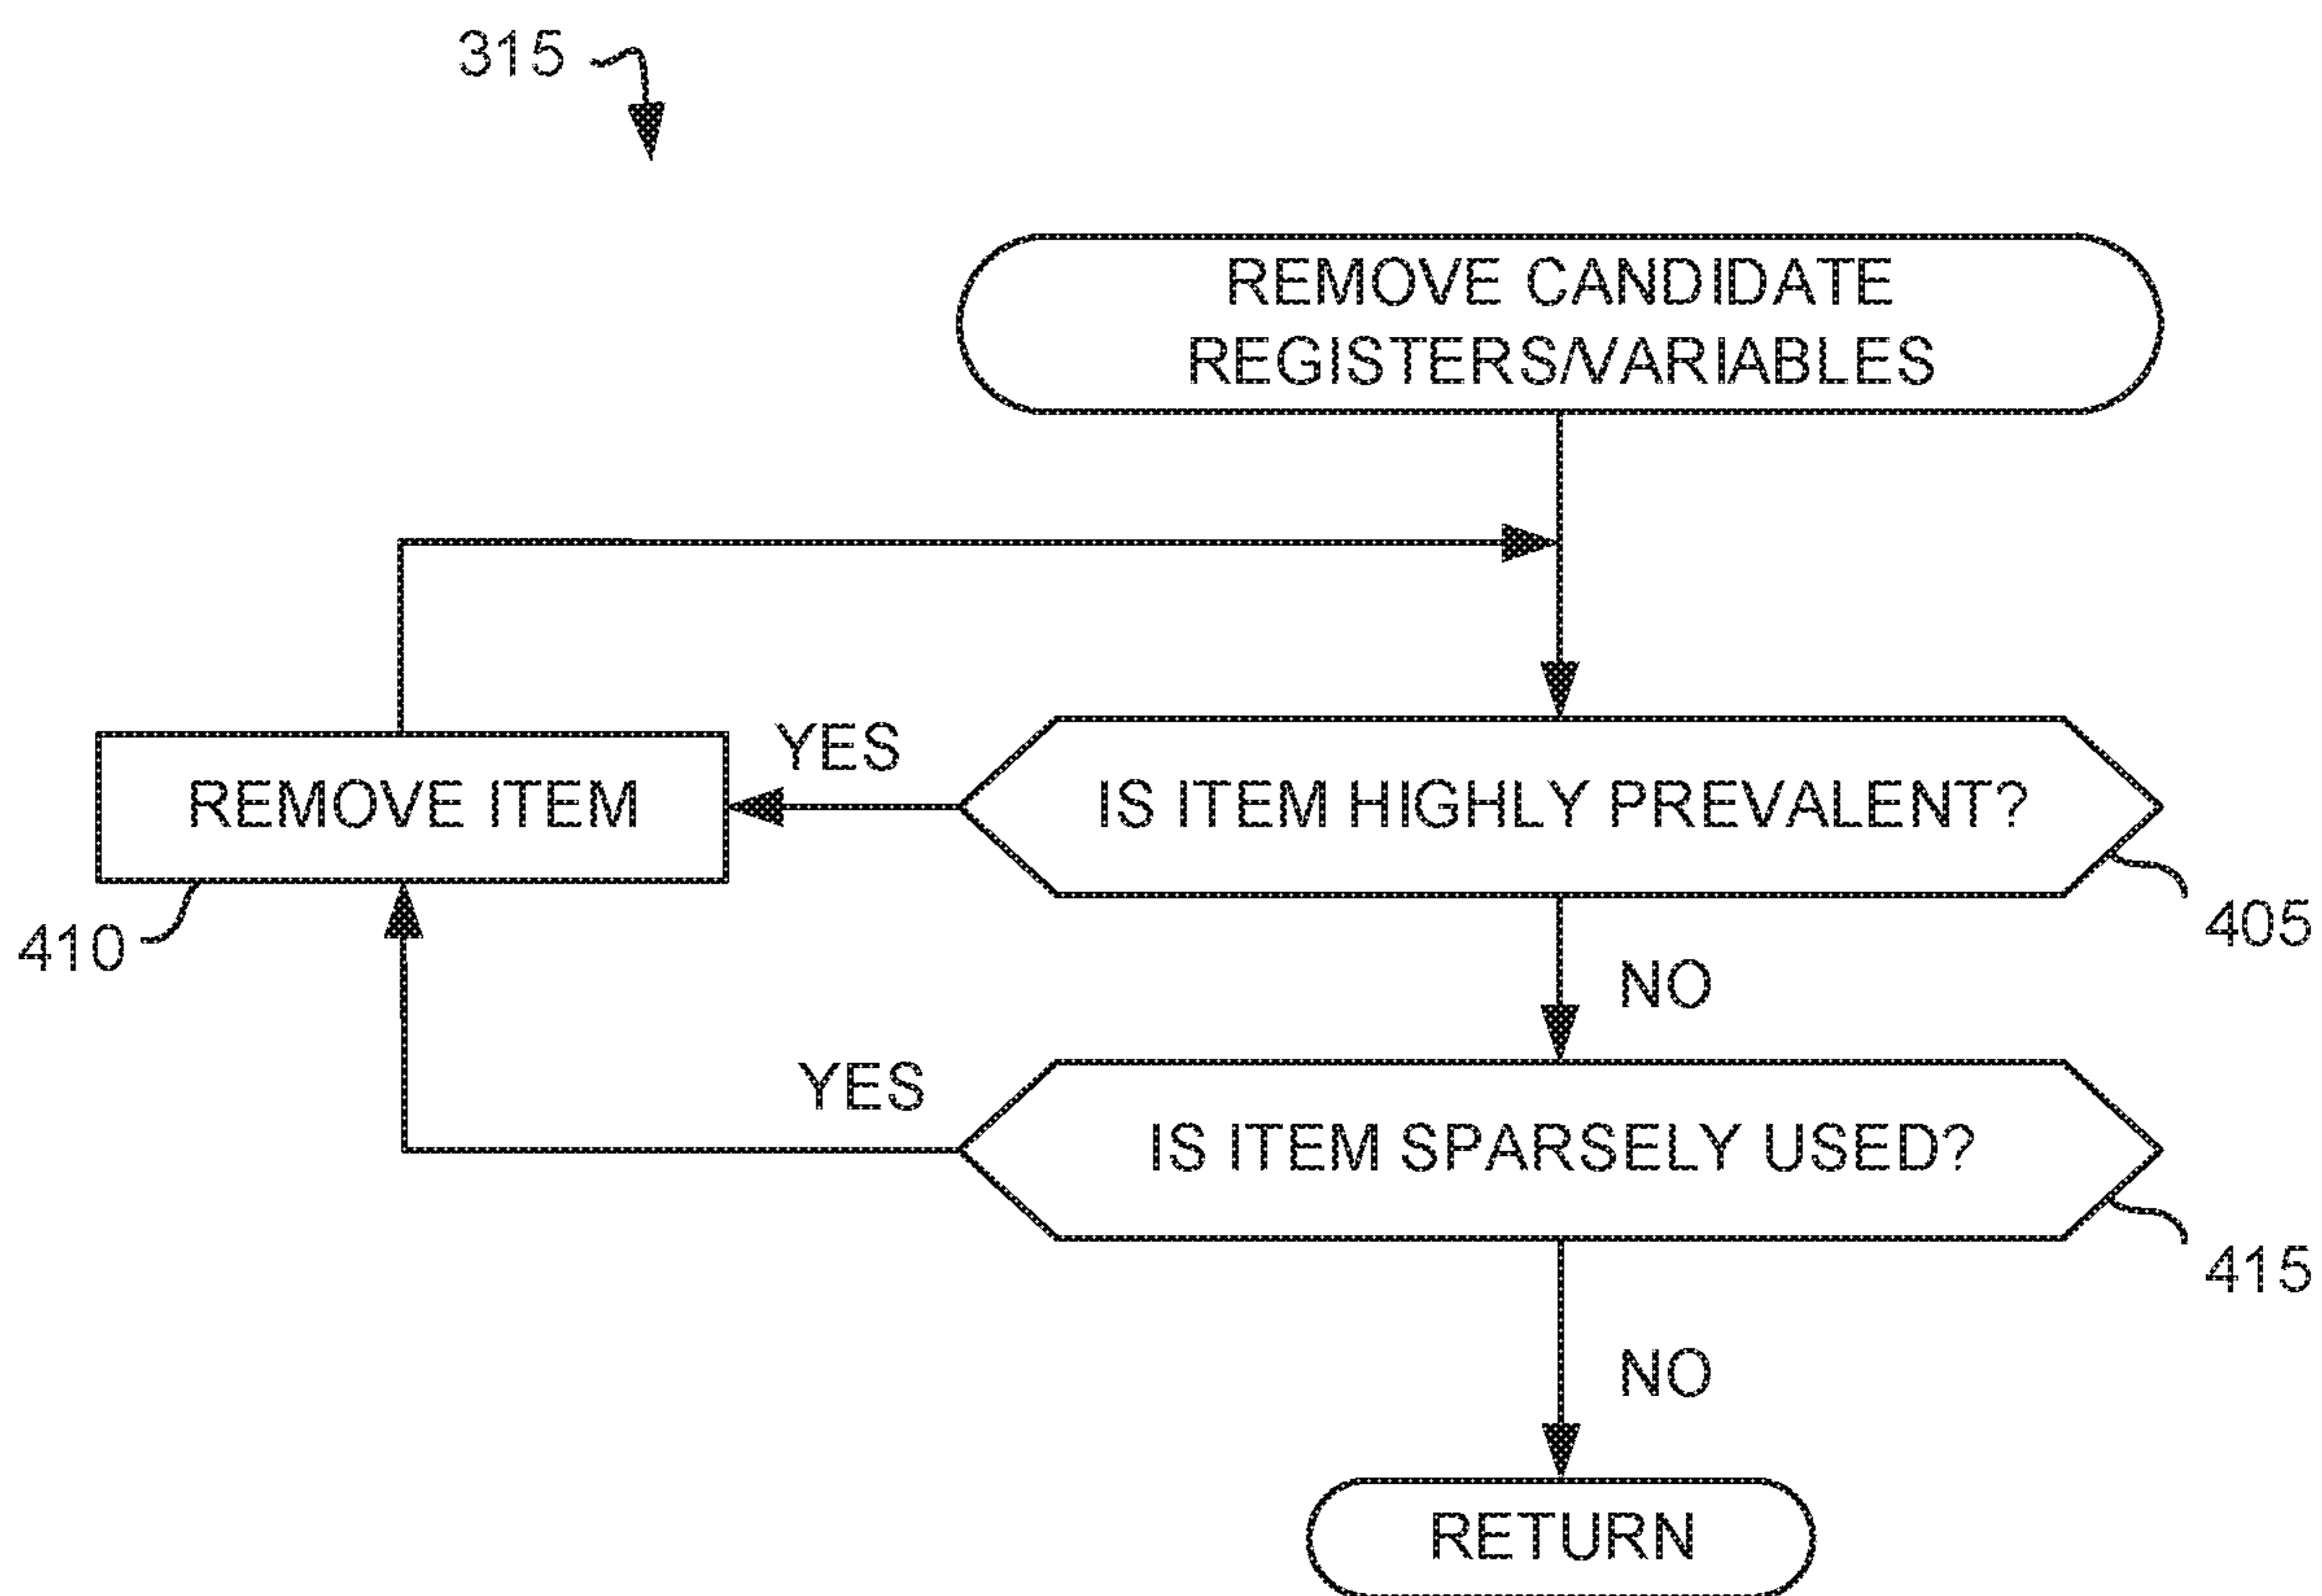 315
REMOVE CANDIDATE
REGISTERS/VARIABLES
YES
REMOVE ITEM
IS ITEM HIGHLY PREVALENT?
410
405
NO
YES
IS ITEM SPARSELY USED?
415
NO
RETURN